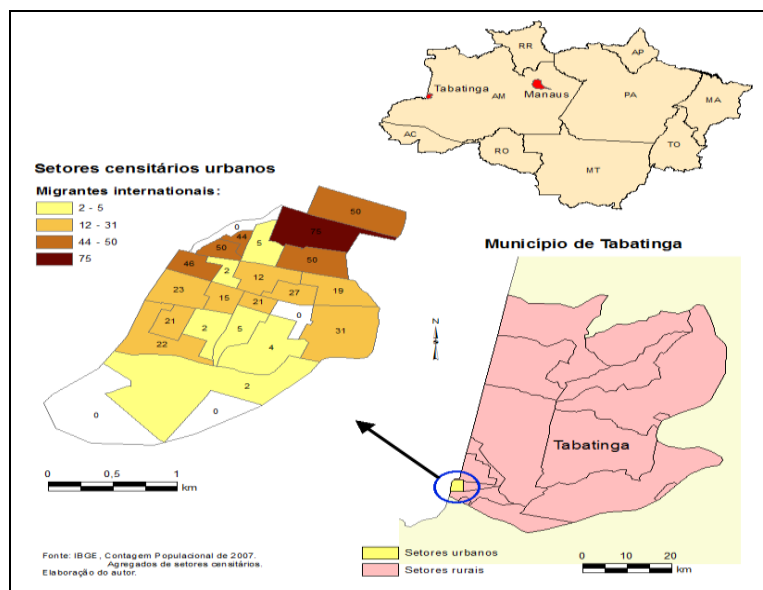 RR
AP
Tabatinga
AM
Manaus
PA
MA
AC
RO
TO
MT
Setores censitários urbanos
Migrantes internationais:
2 - 5
12 - 31
44 - 50
75
0
50
44
5
75
50
50
46
2
12
23
15
27
19
21
0
21
2
5
31
22
4
2
0
0
0 0,5 1
km
N
Município de Tabatinga
Tabatinga
Setores urbanos
Setores rurais
0 10 20
km
Fonte: IBGE, Contagem Populacional de 2007.
Agregados de setores censitários.
Elaboração do autor.